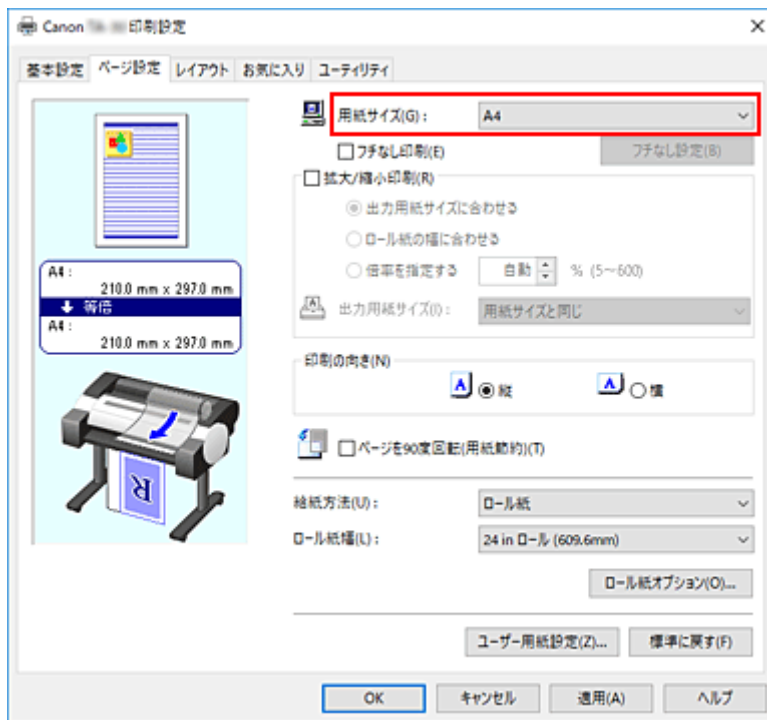 Canon 印刷設定
基本設定 ページ設定 レイアウト お気に入り ユーティリティ
用紙サイズ(G): A4
フチなし印刷(E) フチなし設定(B)
拡大/縮小印刷(R)
出力用紙サイズに合わせる
ロール紙の幅に合わせる
倍率を指定する 自動 % (5～600)
出力用紙サイズ(I): 用紙サイズと同じ
A4:
210.0 mm x 297.0 mm
等倍
A4:
210.0 mm x 297.0 mm
印刷の向き(N)
A 縦 A 横
ページを90度回転(用紙節約)(T)
R
給紙方法(U): ロール紙
ロール紙幅(L): 24 in ロール (609.6mm)
ロール紙オプション(O)...
ユーザー用紙設定(Z)... 標準に戻す(F)
OK キャンセル 適用(A) ヘルプ